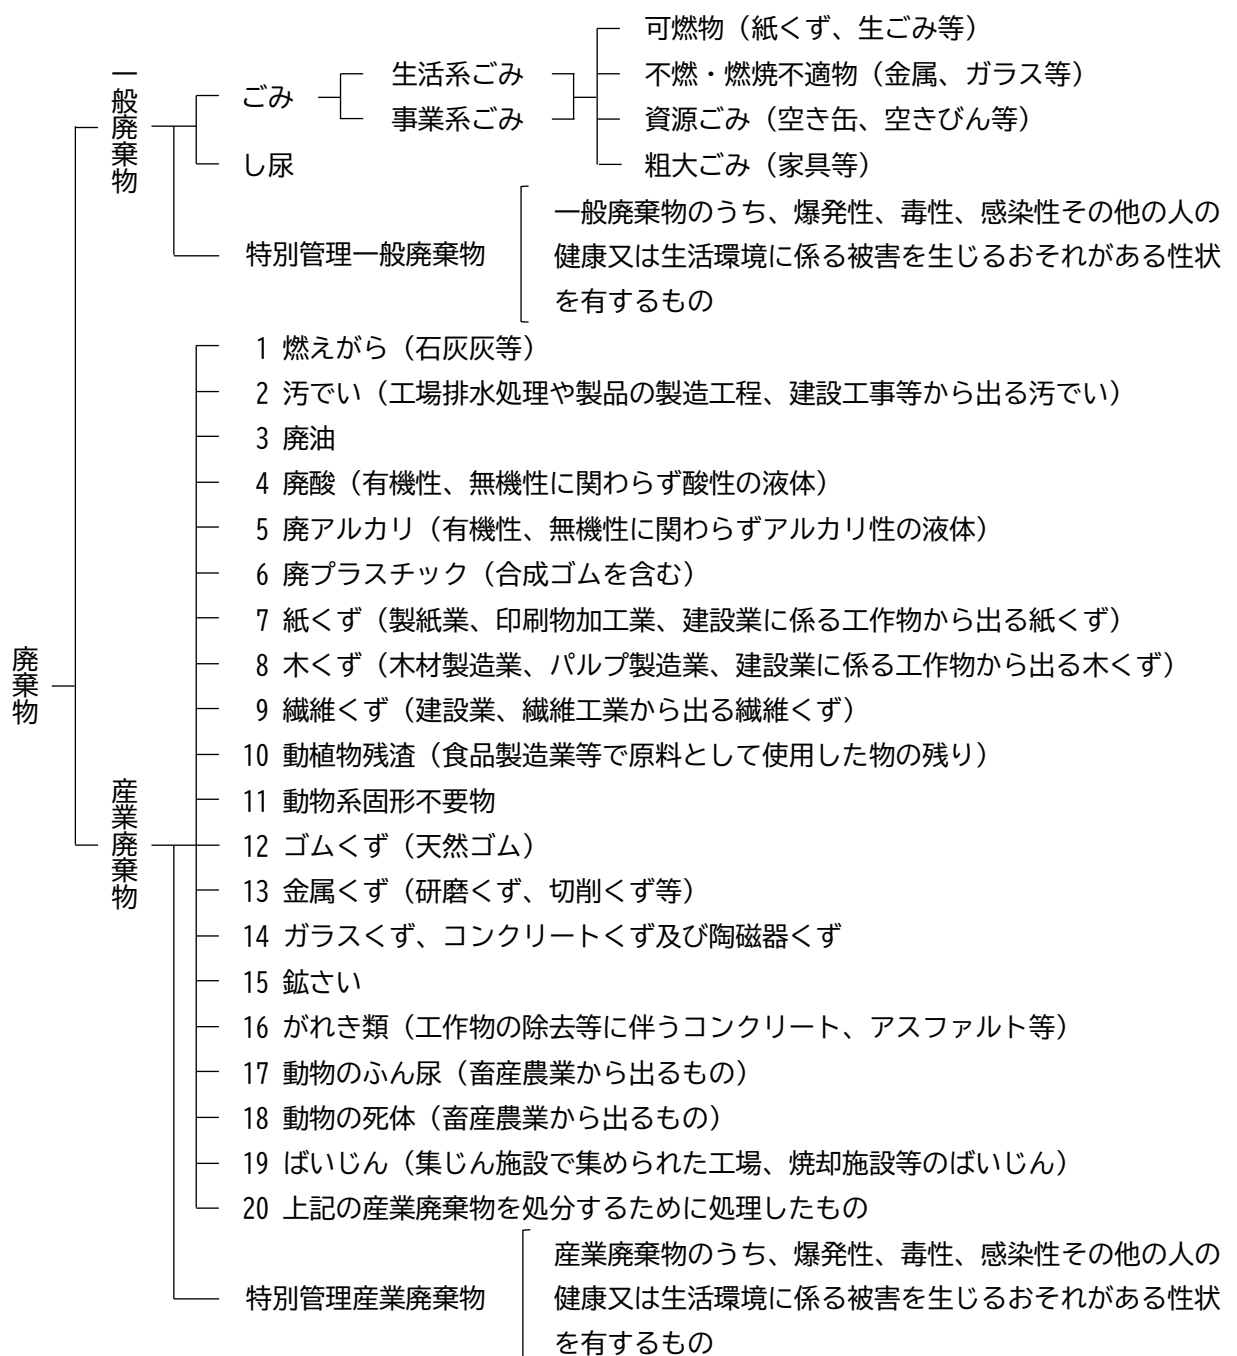 廃棄物
一般廃棄物
ごみ
生活系ごみ
事業系ごみ
可燃物（紙くず、生ごみ等）
不燃・燃焼不適物（金属、ガラス等）
資源ごみ（空き缶、空きびん等）
粗大ごみ（家具等）
し尿
特別管理一般廃棄物
一般廃棄物のうち、爆発性、毒性、感染性その他の人の
健康又は生活環境に係る被害を生じるおそれがある性状
を有するもの
産業廃棄物
1 燃えがら（石灰灰等）
2 汚でい（工場排水処理や製品の製造工程、建設工事等から出る汚でい）
3 廃油
4 廃酸（有機性、無機性に関わらず酸性の液体）
5 廃アルカリ（有機性、無機性に関わらずアルカリ性の液体）
6 廃プラスチック（合成ゴムを含む）
7 紙くず（製紙業、印刷物加工業、建設業に係る工作物から出る紙くず）
8 木くず（木材製造業、パルプ製造業、建設業に係る工作物から出る木くず）
9 繊維くず（建設業、繊維工業から出る繊維くず）
10 動植物残渣（食品製造業等で原料として使用した物の残り）
11 動物系固形不要物
12 ゴムくず（天然ゴム）
13 金属くず（研磨くず、切削くず等）
14 ガラスくず、コンクリートくず及び陶磁器くず
15 鉱さい
16 がれき類（工作物の除去等に伴うコンクリート、アスファルト等）
17 動物のふん尿（畜産農業から出るもの）
18 動物の死体（畜産農業から出るもの）
19 ばいじん（集じん施設で集められた工場、焼却施設等のばいじん）
20 上記の産業廃棄物を処分するために処理したもの
特別管理産業廃棄物
産業廃棄物のうち、爆発性、毒性、感染性その他の人の
健康又は生活環境に係る被害を生じるおそれがある性状
を有するもの